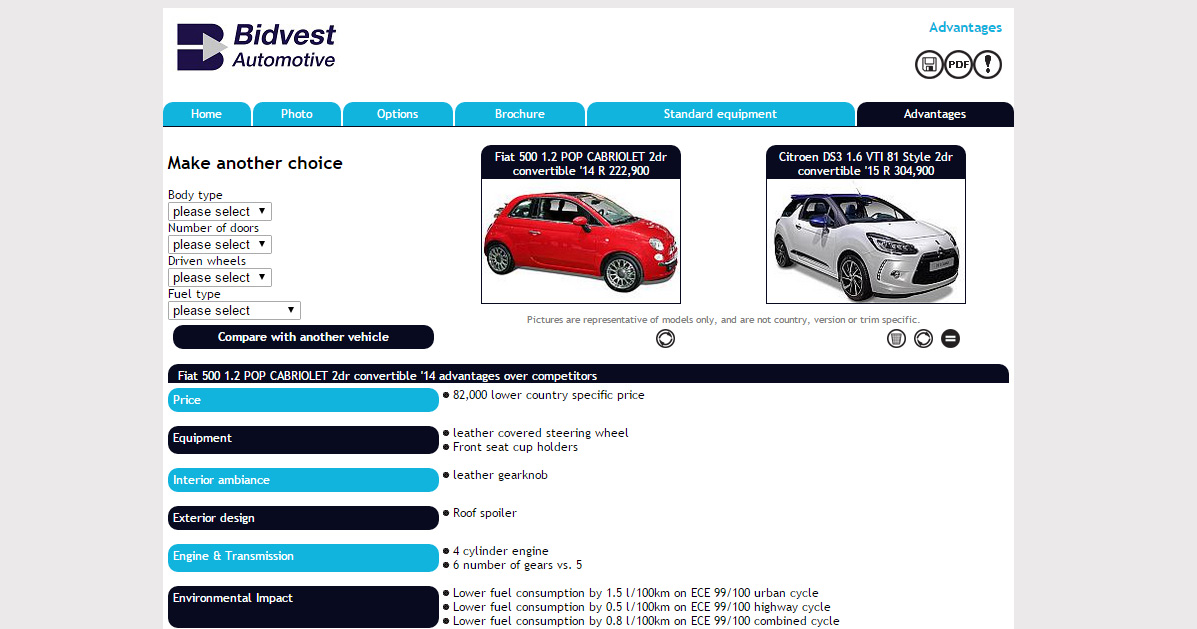 Bidvest
Automotive
Advantages
PDF
Home
Photo
Options
Brochure
Standard equipment
Advantages
Make another choice
Body type
please select
Number of doors
please select
Driven wheels
please select
Fuel type
please select
Compare with another vehicle
Fiat 500 1.2 POP CABRIOLET 2dr
convertible '14 R 222,900
Citroen DS3 1.6 VTI 81 Style 2dr
convertible '15 R 304,900
Pictures are representative of models only, and are not country, version or trim specific.
Fiat 500 1.2 POP CABRIOLET 2dr convertible '14 advantages over competitors
Price
• 82,000 lower country specific price
Equipment
• leather covered steering wheel
• Front seat cup holders
Interior ambiance
• leather gearknob
Exterior design
• Roof spoiler
Engine & Transmission
• 4 cylinder engine
• 6 number of gears vs. 5
Environmental Impact
• Lower fuel consumption by 1.5 l/100km on ECE 99/100 urban cycle
• Lower fuel consumption by 0.5 l/100km on ECE 99/100 highway cycle
• Lower fuel consumption by 0.8 l/100km on ECE 99/100 combined cycle